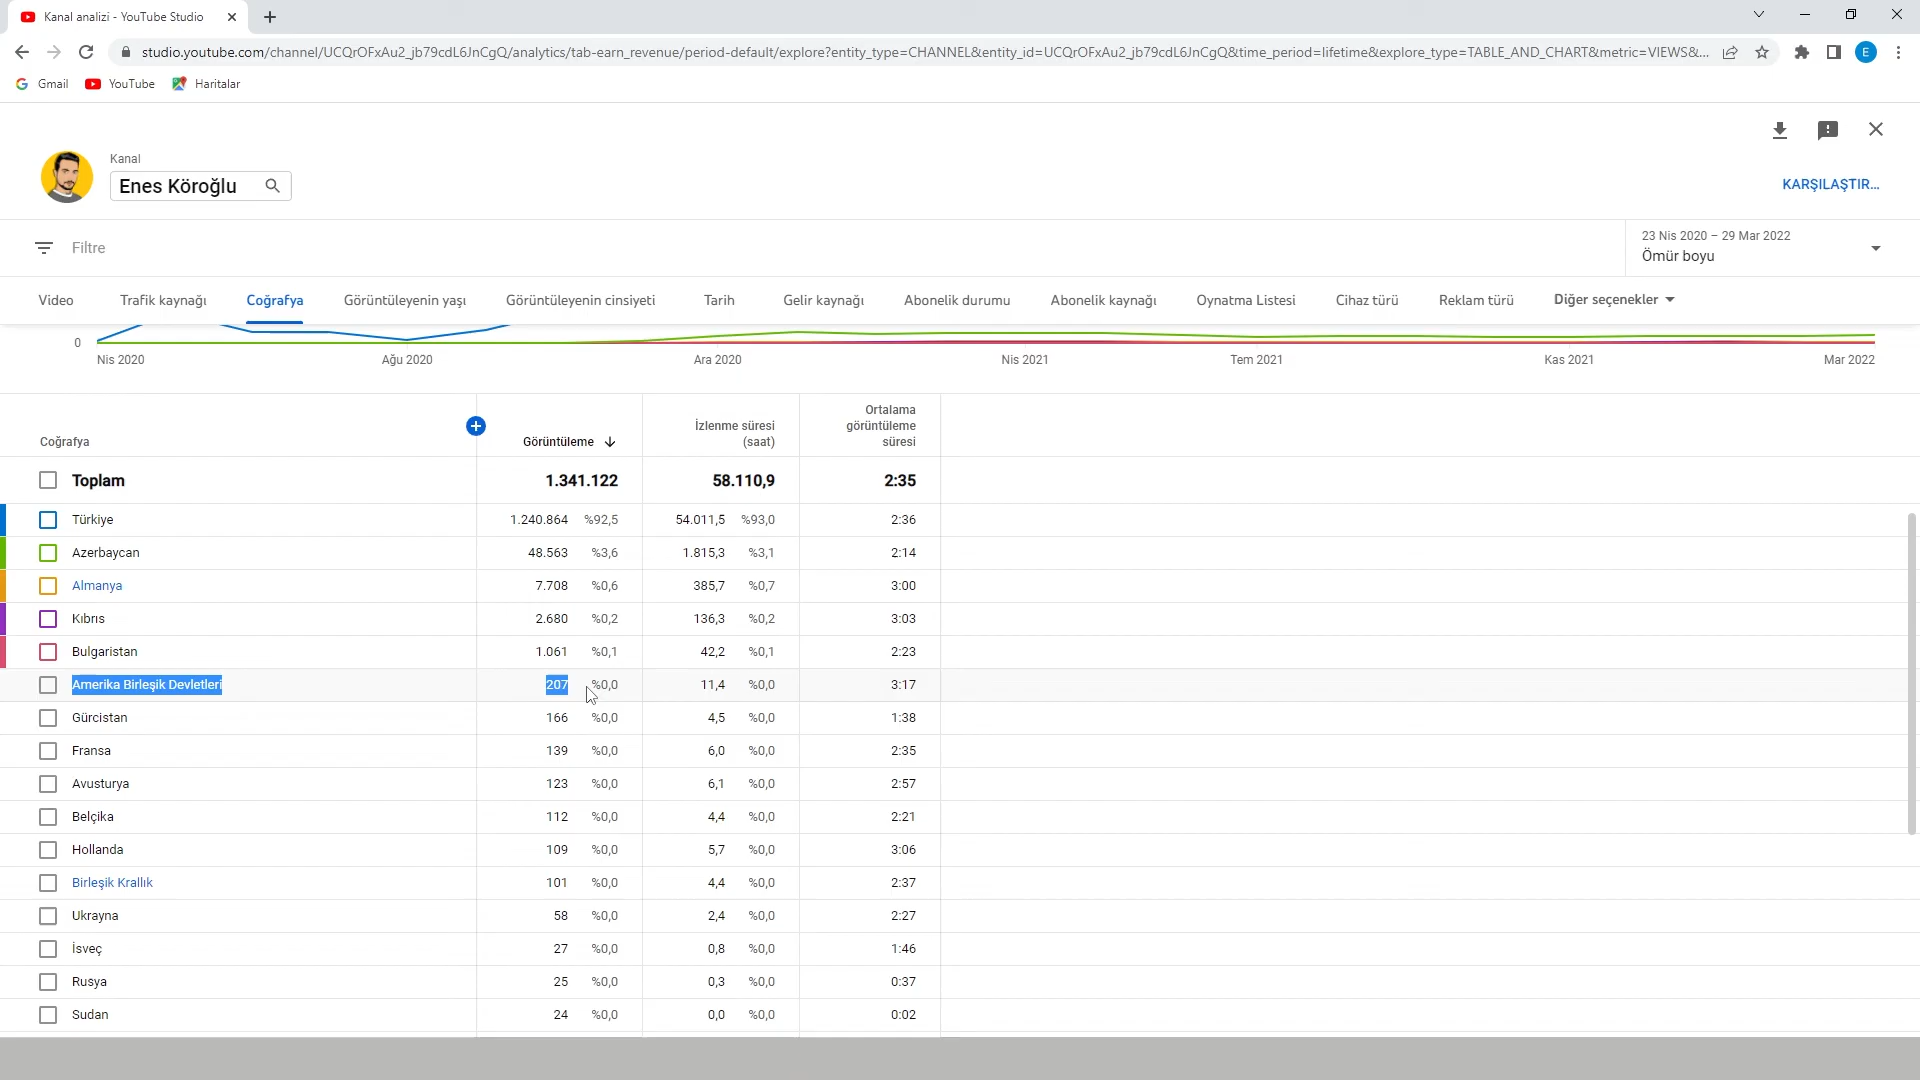 Kanal analizi - YouTube Studio
studio.youtube.com/channel/UCQrOFxAu2_jb79cdL6JnCgQ/analytics/tab-earn_revenue/period-default/explore?entity_type=CHANNEL&entity_id=UCQrOFxAu2_jb79cdL6JnCgQ&time_period=lifetime&explore_type=TABLE_AND_CHART&metric=VIEWS&...
E
Gmail YouTube Haritalar
Kanal
Enes Köroğlu
KARŞILAŞTIR...
Filtre
23 Nis 2020 – 29 Mar 2022
Ömür boyu
Video Trafik kaynağı Coğrafya Görüntüleyenin yaşı Görüntüleyenin cinsiyeti Tarih Gelir kaynağı Abonelik durumu Abonelik kaynağı Oynatma Listesi Cihaz türü Reklam türü Diğer seçenekler
0
Nis 2020 Ağu 2020 Ara 2020 Nis 2021 Tem 2021 Kas 2021 Mar 2022
Coğrafya
Görüntüleme
İzlenme süresi
(saat)
Ortalama
görüntüleme
süresi
Toplam 1.341.122 58.110,9 2:35
Türkiye 1.240.864 %92,5 54.011,5 %93,0 2:36
Azerbaycan 48.563 %3,6 1.815,3 %3,1 2:14
Almanya 7.708 %0,6 385,7 %0,7 3:00
Kıbrıs 2.680 %0,2 136,3 %0,2 3:03
Bulgaristan 1.061 %0,1 42,2 %0,1 2:23
Amerika Birleşik Devletleri 207 %0,0 11,4 %0,0 3:17
Gürcistan 166 %0,0 4,5 %0,0 1:38
Fransa 139 %0,0 6,0 %0,0 2:35
Avusturya 123 %0,0 6,1 %0,0 2:57
Belçika 112 %0,0 4,4 %0,0 2:21
Hollanda 109 %0,0 5,7 %0,0 3:06
Birleşik Krallık 101 %0,0 4,4 %0,0 2:37
Ukrayna 58 %0,0 2,4 %0,0 2:27
İsveç 27 %0,0 0,8 %0,0 1:46
Rusya 25 %0,0 0,3 %0,0 0:37
Sudan 24 %0,0 0,0 %0,0 0:02